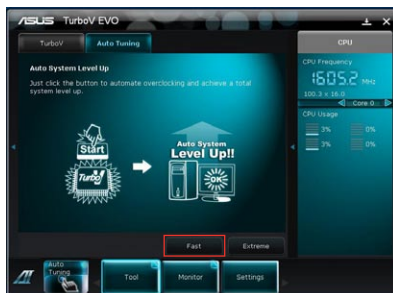 ASUS TurboV EVO
TurboV
Auto Tuning
Auto System Level Up
Just click the button to automate overclocking and achieve a total
system level up.
Start
Turbo!
Auto System
Level Up!!
OK
Fast
Extreme
CPU
CPU Frequency
1605.2 MHz
100.3 x 16.0
Core 0
CPU Usage
3%
0%
3%
0%
Auto
Tuning
Tool
Monitor
Settings